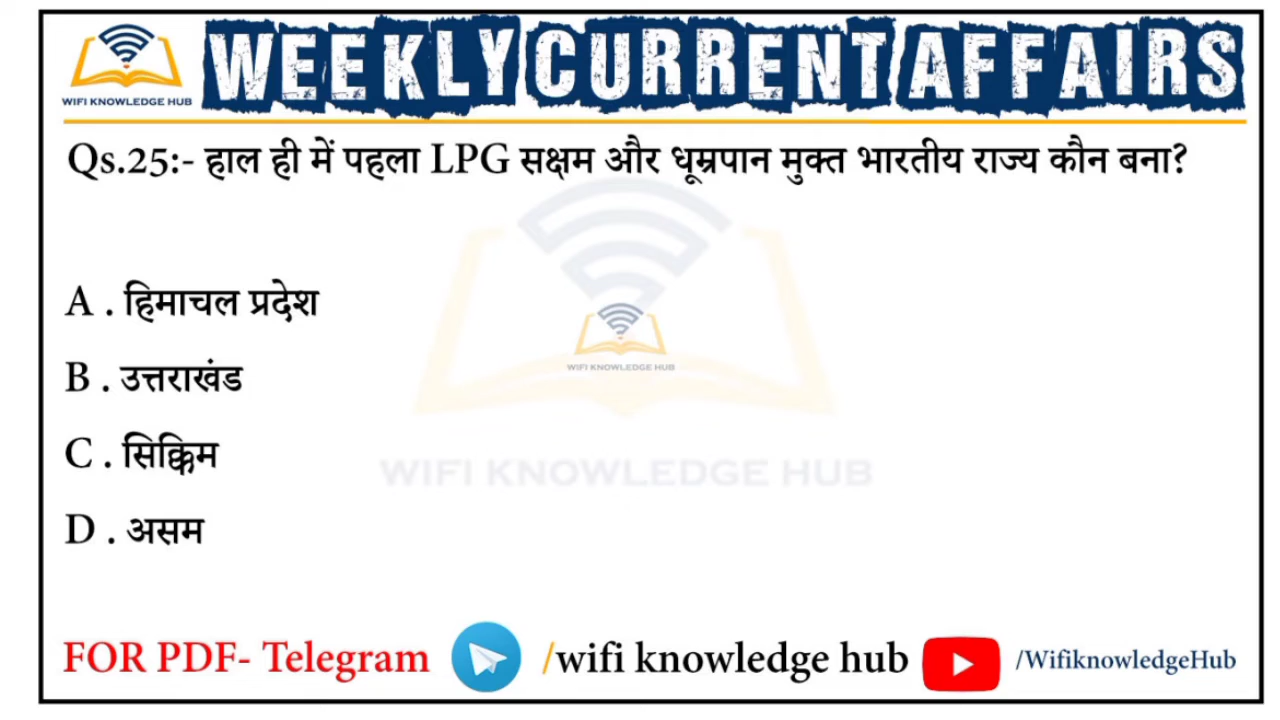 WIFI KNOWLEDGE HUB
WEEKLY CURRENT AFFAIRS
Qs.25:- हाल ही में पहला LPG सक्षम और धूम्रपान मुक्त भारतीय राज्य कौन बना?
A . हिमाचल प्रदेश
WIFI KNOWLEDGE HUB
B . उत्तराखंड
C . सिक्किम
WIFI KNOWLEDGE HUB
D . असम
FOR PDF- Telegram /wifi knowledge hub /WifiknowledgeHub